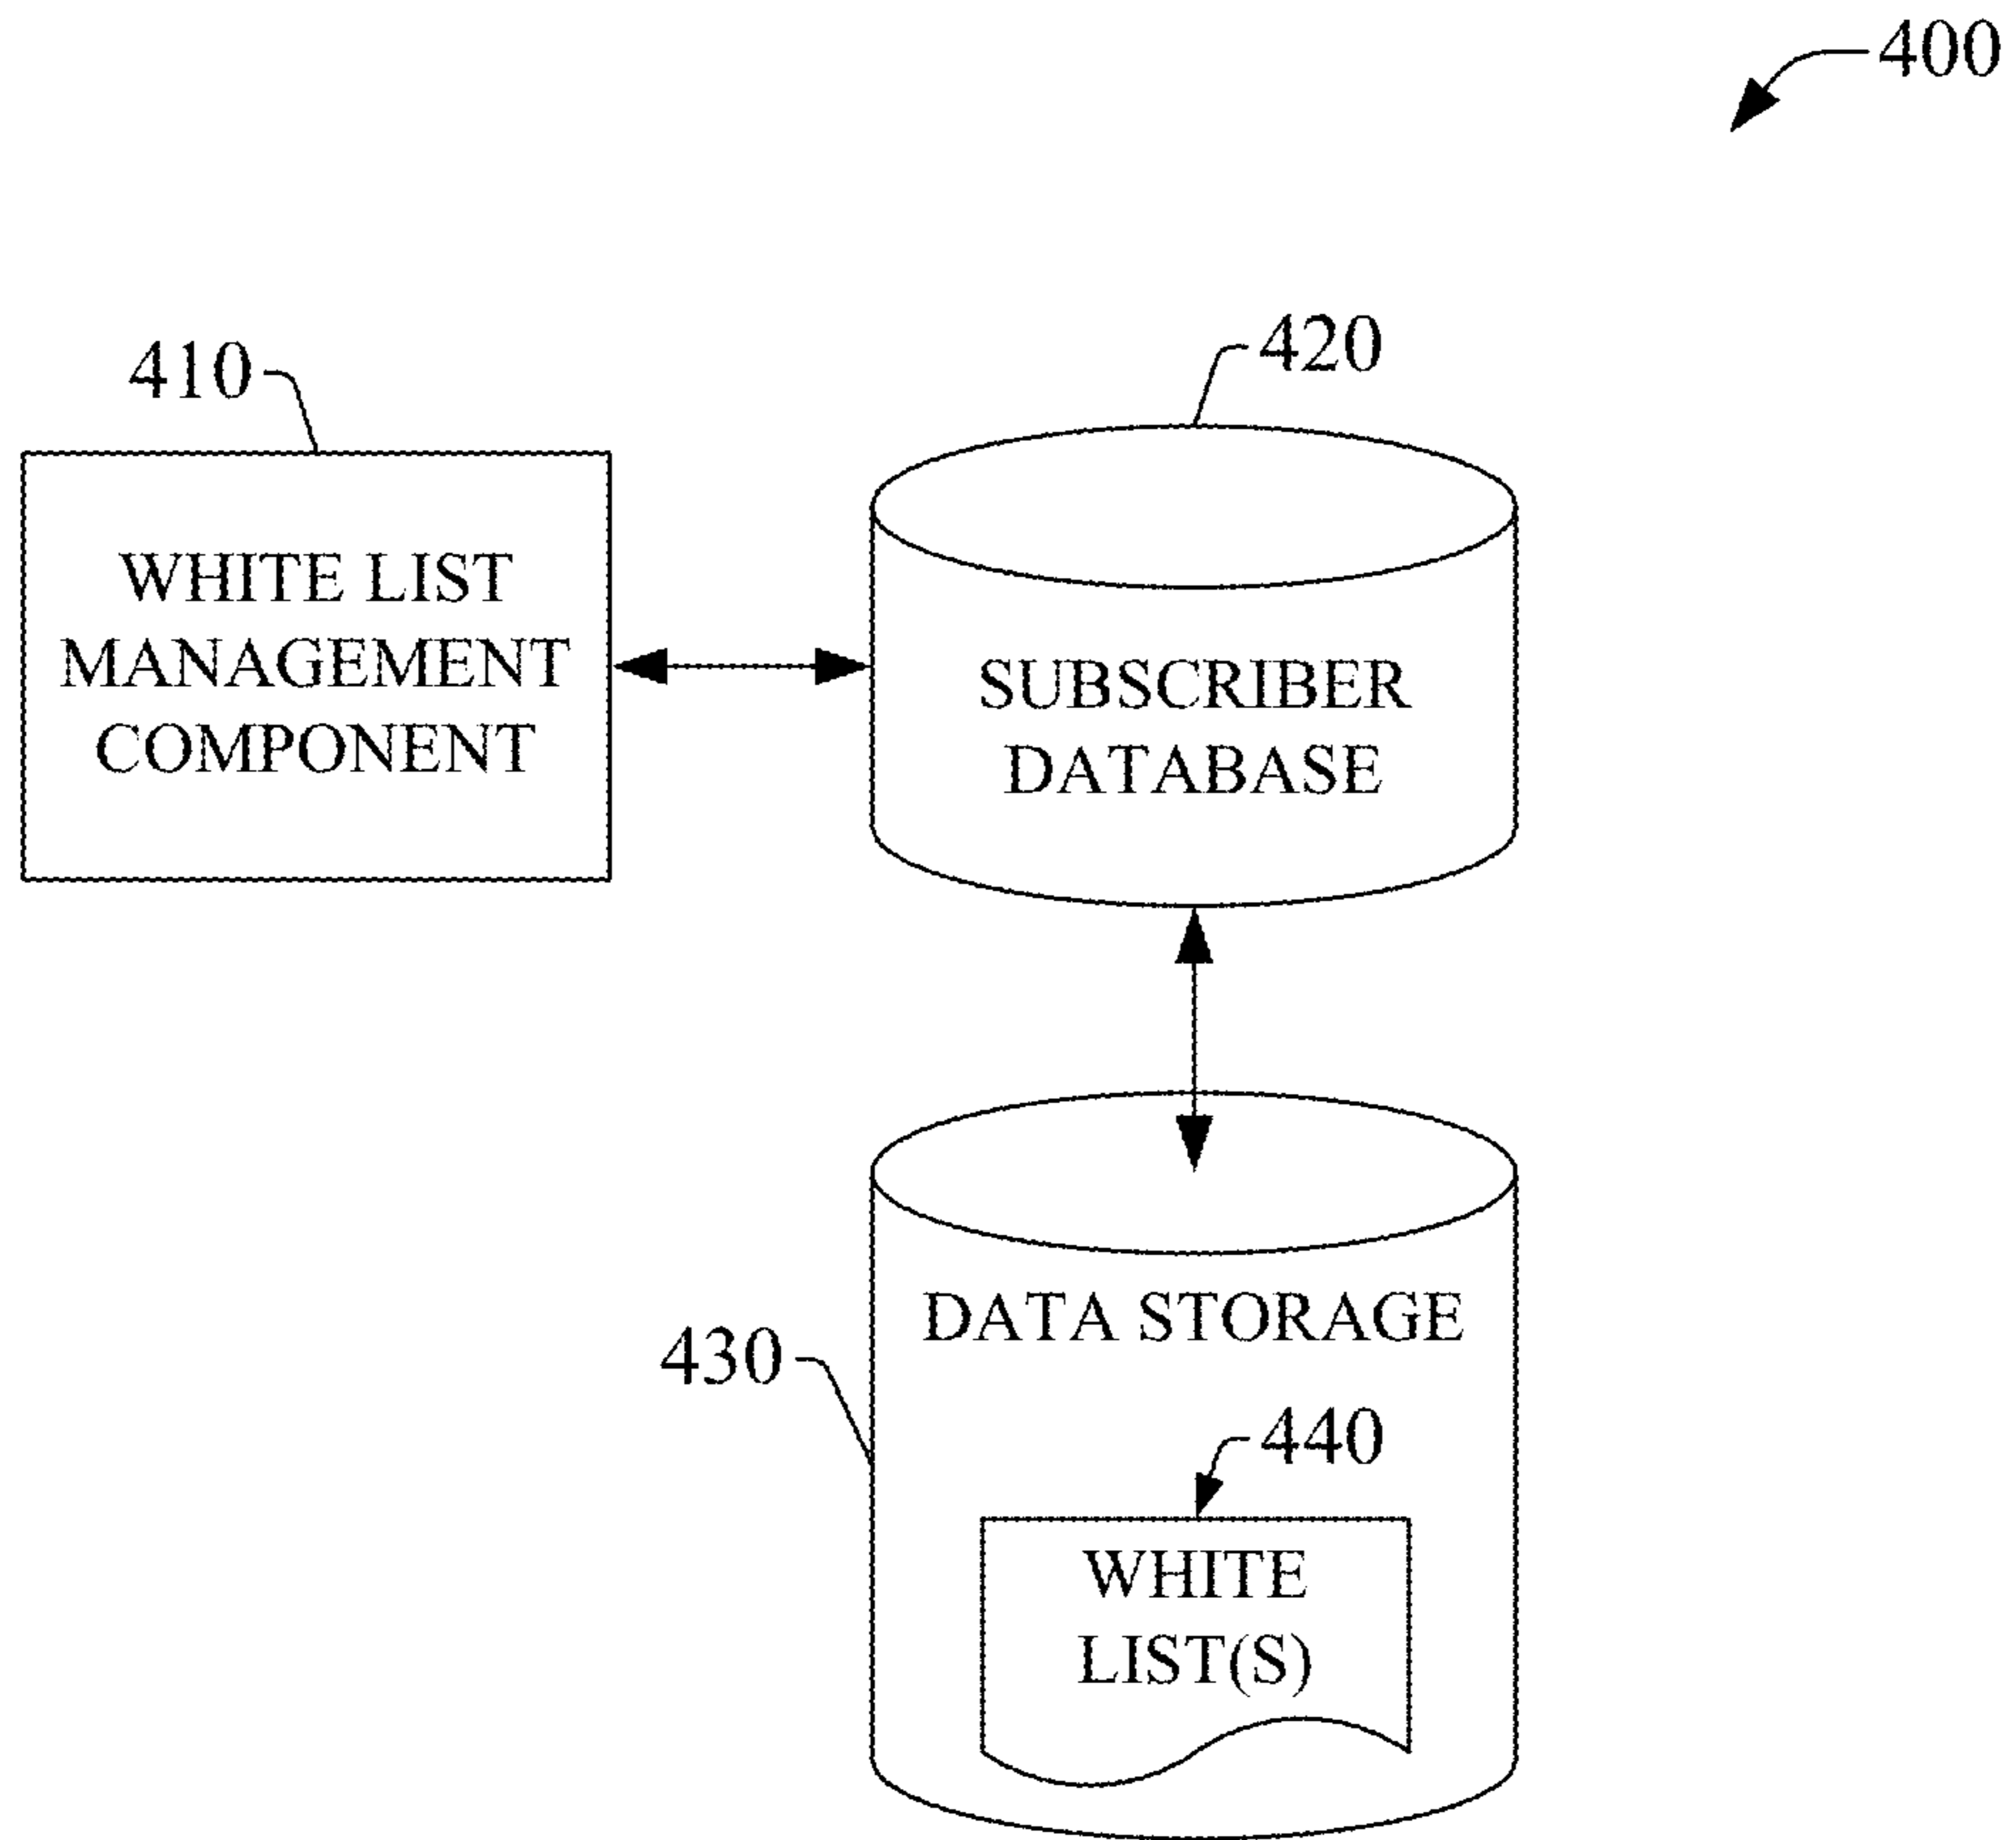 400
410
420
WHITE LIST
MANAGEMENT
COMPONENT
SUBSCRIBER
DATABASE
DATA STORAGE
430
440
WHITE
LIST(S)